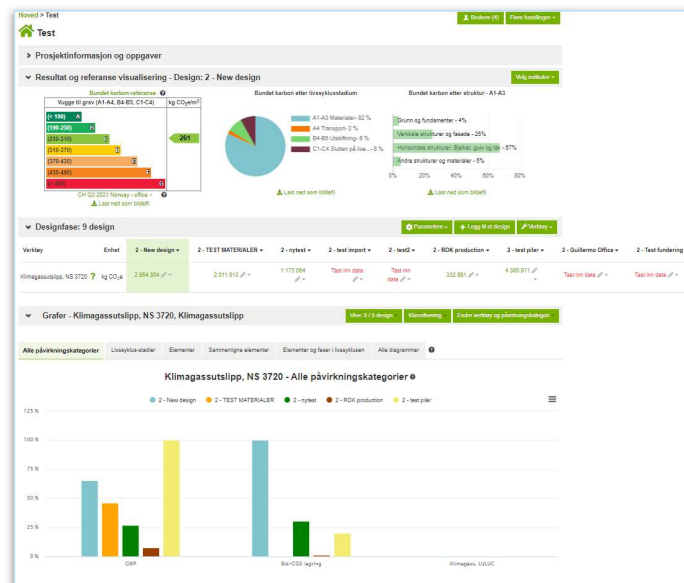 Hoved > Test
Brukere (4)
Flere handlinger
Test
Prosjektinformasjon og oppgaver
Resultat og referanse visualisering - Design: 2 - New design
Velg indikator
Bundet karbon-referanse
Vugge til grav (A1-A4, B4-B5, C1-C4) kg CO₂e/m²
(< 190) A
(190-250) B
(250-310) C
(310-370) D
(370-430) E
(430-490) F
G
261
CH Q3 2021 Norway - office
Last ned som bildefil
Bundet karbon etter livssyklusstadium
A1-A3 Materialer- 82 %
A4 Transport- 2 %
B4-B5 Utskiftning- 8 %
C1-C4 Slutten på live...- 8 %
Last ned som bildefil
Bundet karbon etter struktur - A1-A3
Grunn og fundamenter - 4%
Vertikale strukturer og fasade - 25%
Horisontale strukturer: Bjelker, gulv og tak - 67%
Andre strukturer og materialer - 5%
0% 20% 40% 60% 80%
Last ned som bildefil
Designfase: 9 design
Parametere
Legg til et design
Verktøy
Verktøy Enhet 2 - New design 2 - TEST MATERIALER 2 - nytest 2 - test import 2 - test2 2 - RDK production 2 - test piler 2 - Guillermo Office 2 - Test fundering
Klimagassutslipp, NS 3720 ? kg CO₂e 2 884 304 2 011 513 1 173 084 Tast inn data Tast inn data 332 881 4 380 971 Tast inn data Tast inn data
Grafer - Klimagassutslipp, NS 3720, Klimagassutslipp
Vise: 5 / 5 design
Klassifisering
Endre verktøy og påvirkningskategori
Alle påvirkningskategorier
Livssyklus-stadier
Elementer
Sammenligne elementer
Elementer og faser i livssyklusen
Alle diagrammer
Klimagassutslipp, NS 3720 - Alle påvirkningskategorier
2 - New design 2 - TEST MATERIALER 2 - nytest 2 - RDK production 2 - test piler
125 %
100 %
75 %
50 %
25 %
0 %
GWP
Bio-CO2 lagring
Klimagass, LULUC